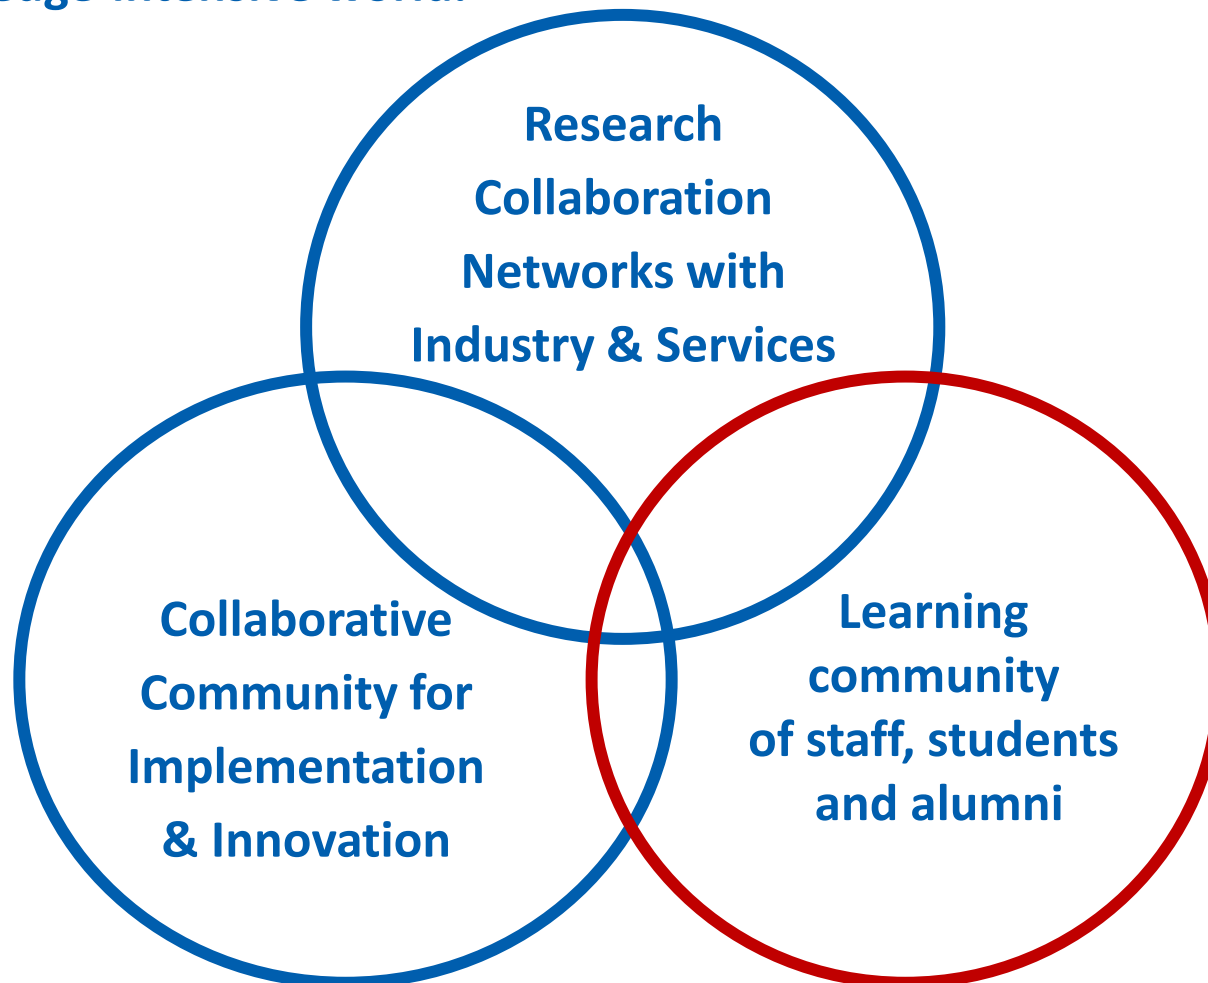 Research
Collaboration
Networks with
Industry & Services
Collaborative
Community for
Implementation
& Innovation
Learning
community
of staff, students
and alumni